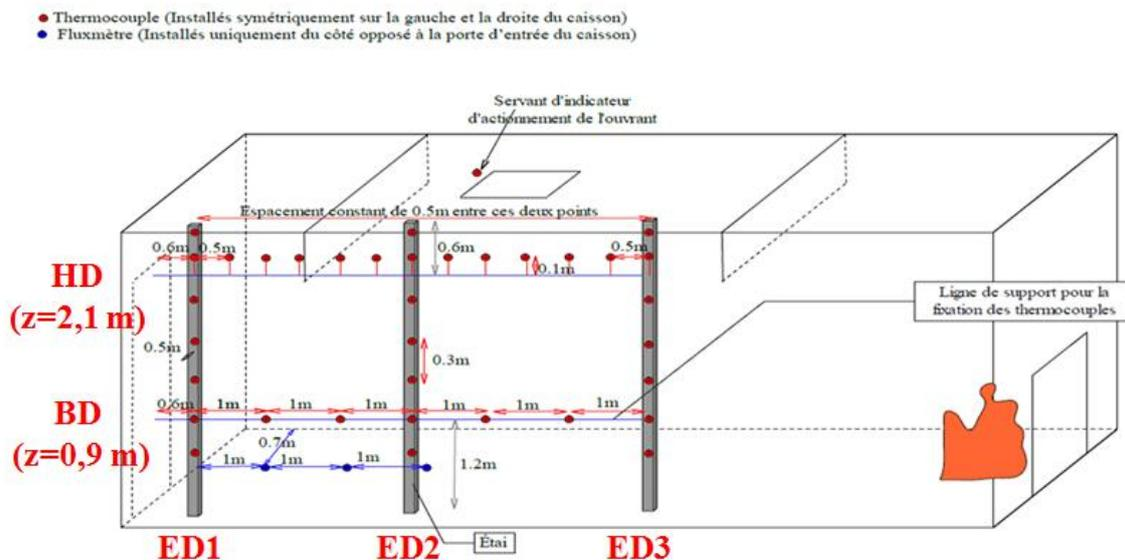 Thermocouple (Installés symétriquement sur la gauche et la droite du caisson)
Fluxmètre (Installés uniquement du côté opposé à la porte d'entrée du caisson)
Servant d'indicateur
d'actionnement de l'ouvrant
Espacement constant de 0.5m entre ces deux points
0.6m
0.5m
0.6m
0.5m
0.1m
HD
(z=2,1 m)
Ligne de support pour la
fixation des thermocouples
0.5m
0.3m
BD
(z=0,9 m)
0.6m
1m
1m
1m
1m
1m
1m
0.7m
1m
1m
1m
1.2m
Étai
ED1
ED2
ED3